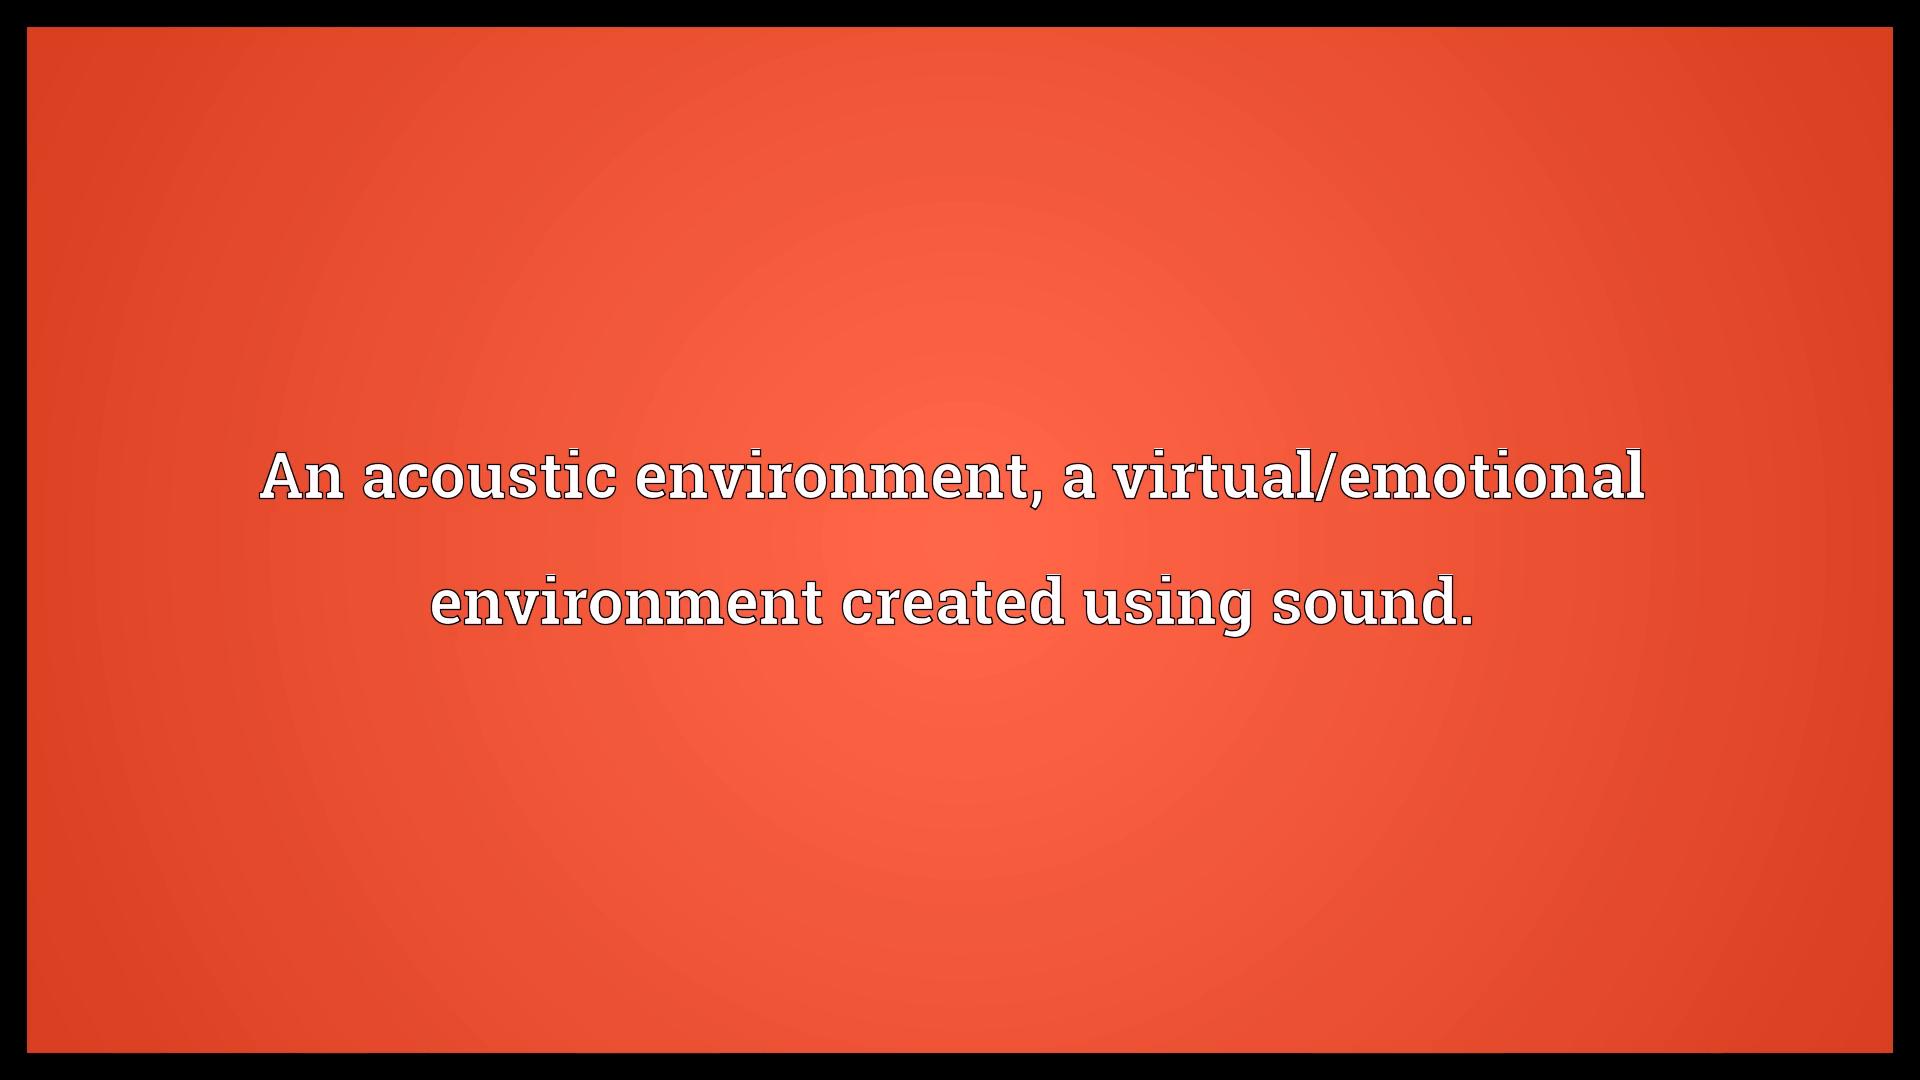 An acoustic environment, a virtual/emotional
environment created using sound.